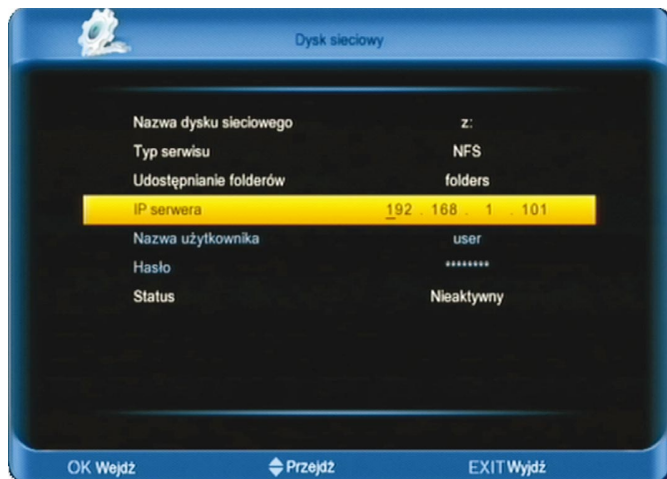 Dysk sieciowy
Nazwa dysku sieciowego z:
Typ serwisu NFS
Udostępnianie folderów folders
IP serwera 192 . 168 . 1 . 101
Nazwa użytkownika user
Hasło ********
Status Nieaktywny
OK Wejdź Przejdź EXIT Wyjdź